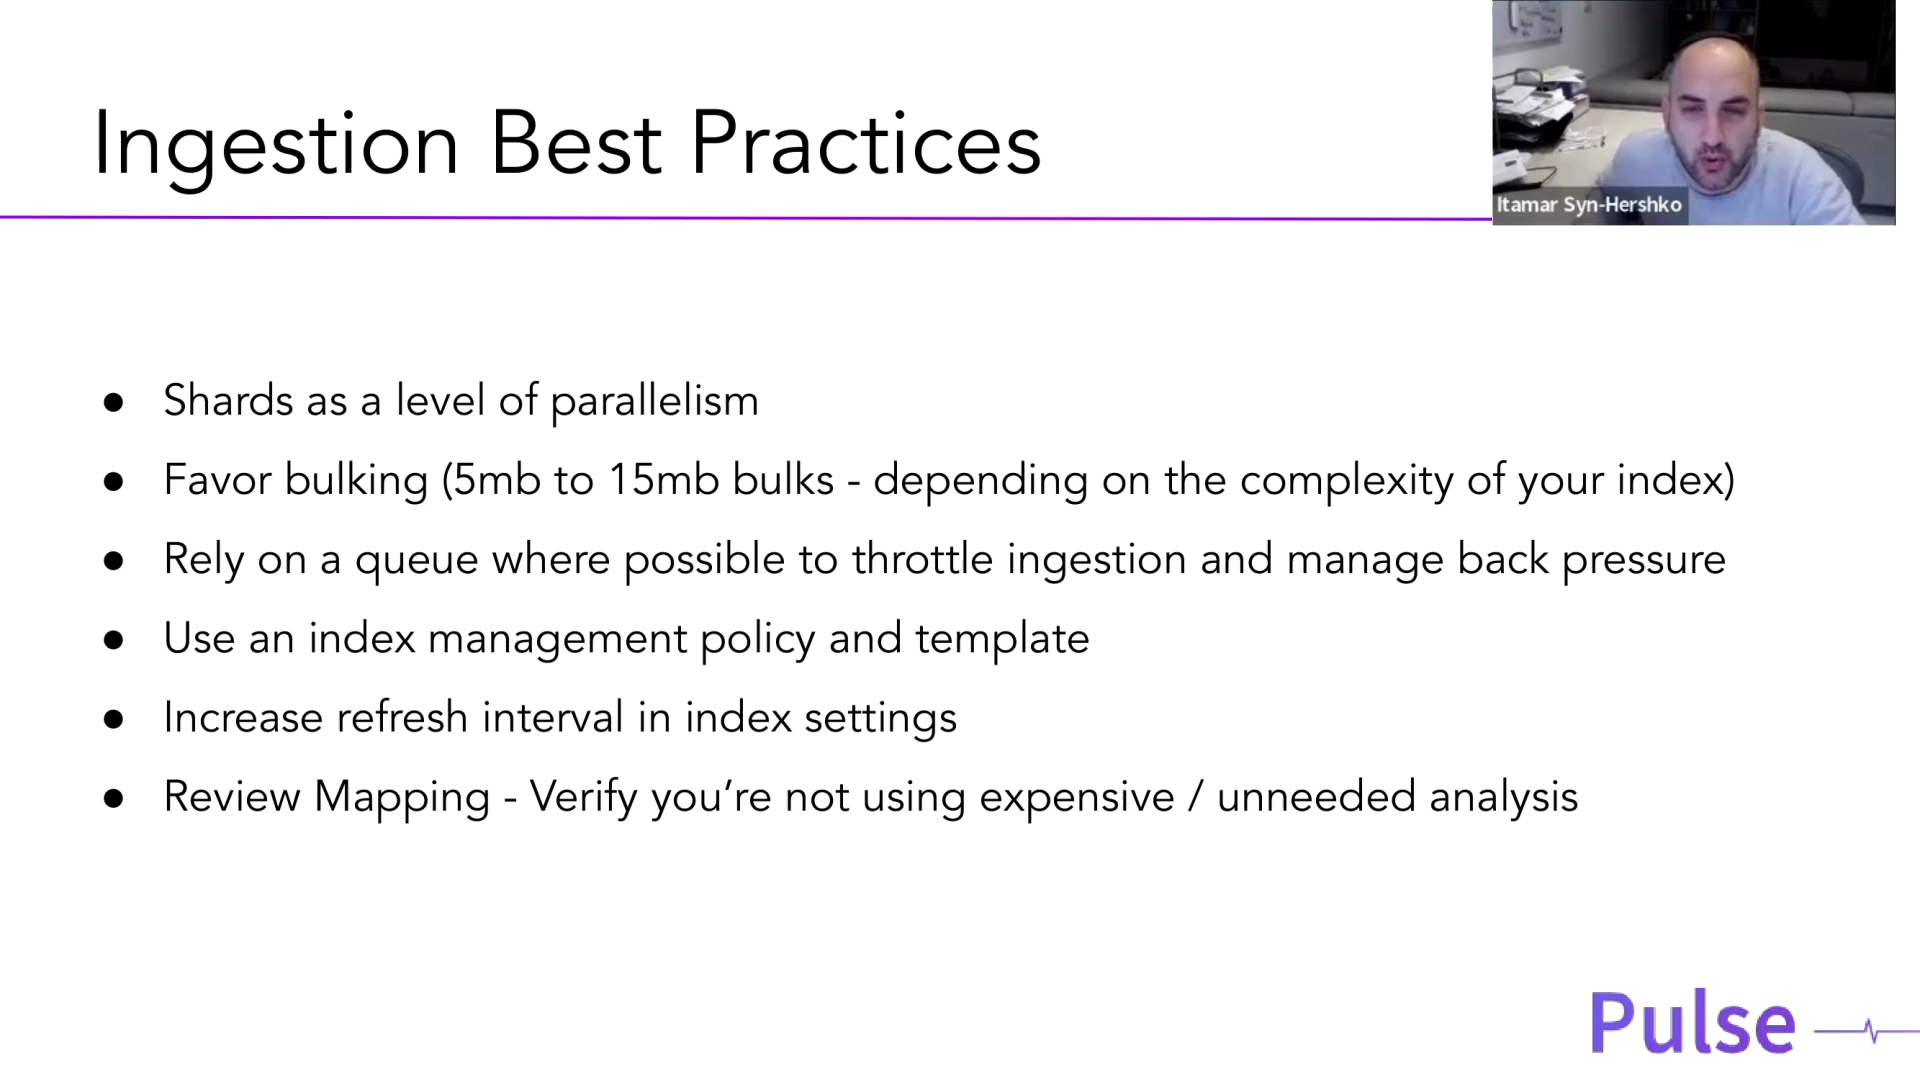 Ingestion Best Practices
Itamar Syn-Hershko
● Shards as a level of parallelism
● Favor bulking (5mb to 15mb bulks - depending on the complexity of your index)
● Rely on a queue where possible to throttle ingestion and manage back pressure
● Use an index management policy and template
● Increase refresh interval in index settings
● Review Mapping - Verify you’re not using expensive / unneeded analysis
Pulse